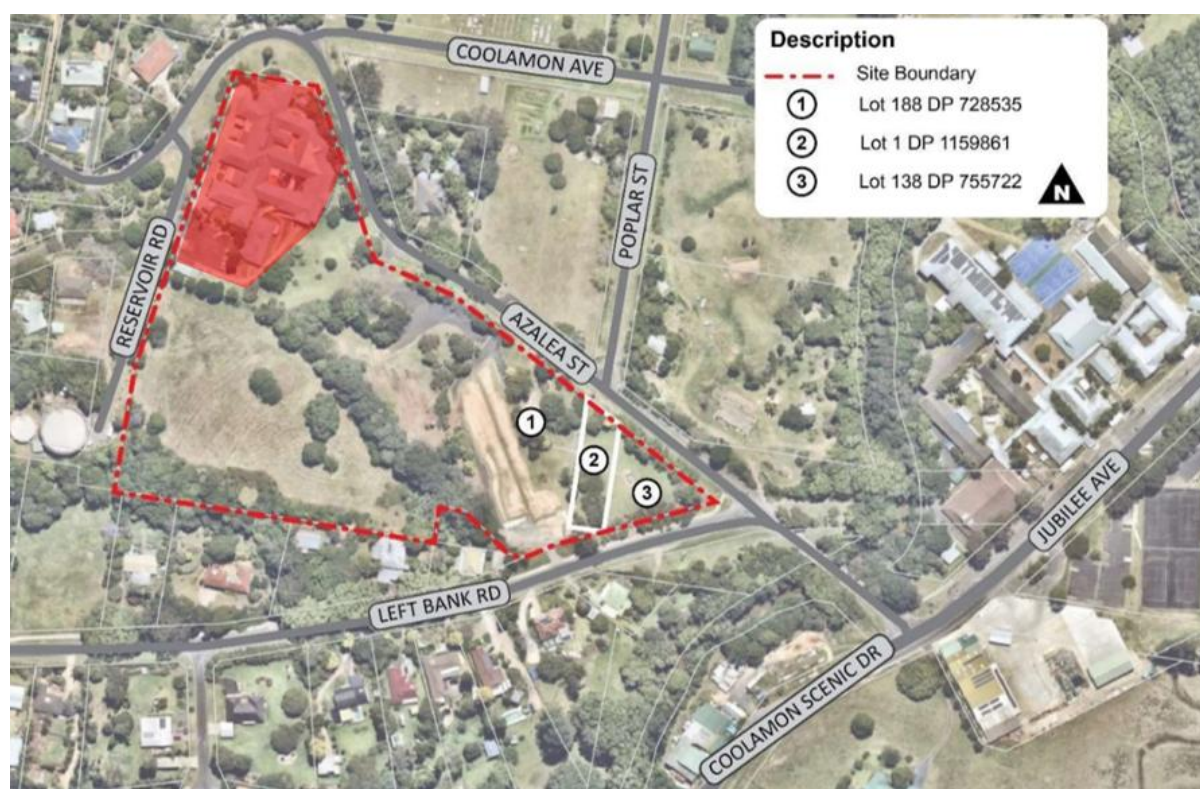 COOLAMON AVE
Description
Site Boundary
1 Lot 188 DP 728535
2 Lot 1 DP 1159861
3 Lot 138 DP 755722
N
POPLAR ST
RESERVOIR RD
AZALEA ST
1
2
3
JUBILEE AVE
LEFT BANK RD
COOLAMON SCENIC DR